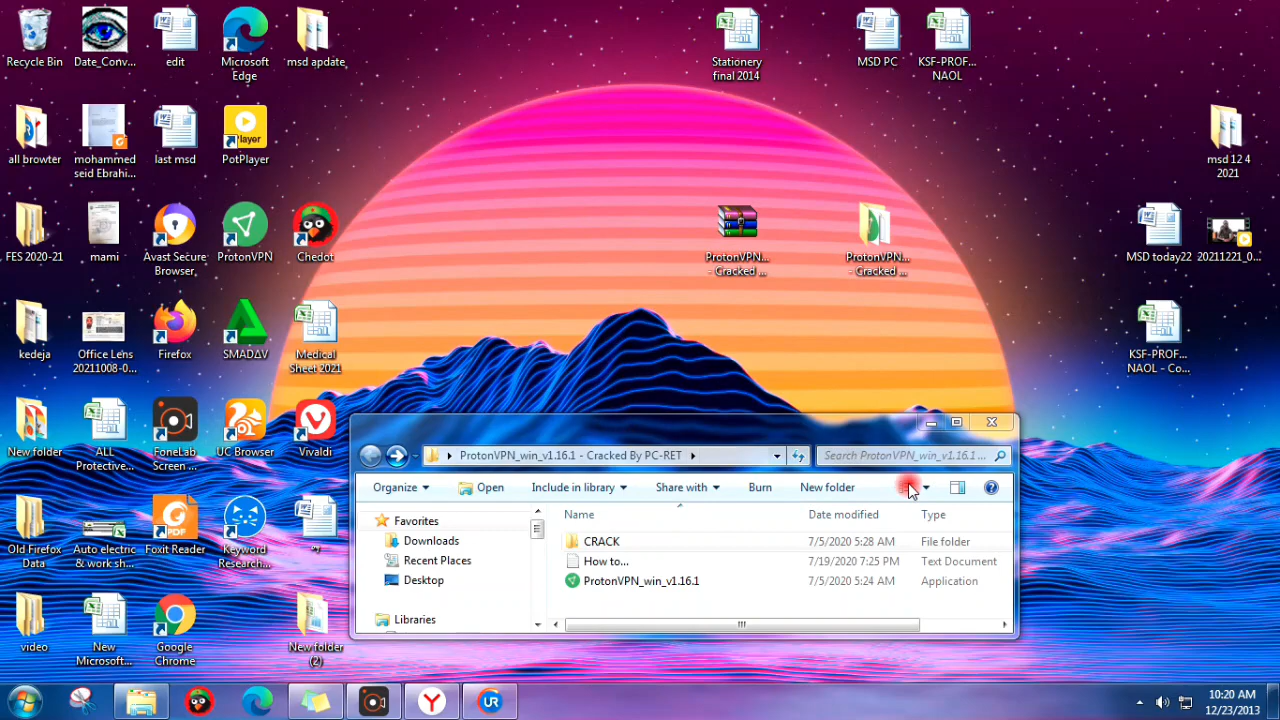 Recycle Bin
Date_Conv...
edit
Microsoft
Edge
msd apdate
Stationery
final 2014
MSD PC
KSF-PROF...
NAOL
all browter
mohammed
seid Ebrahi...
last msd
Player
PotPlayer
msd 12 4
2021
FES 2020-21
mami
Avast Secure
Browser
ProtonVPN
Chedot
ProtonVPN...
- Cracked ...
ProtonVPN...
- Cracked ...
MSD today22
20211221_0...
kedeja
Office Lens
20211008-0...
Firefox
SMADAV
Medical
Sheet 2021
KSF-PROF...
NAOL - Co...
New folder
ALL
Protective...
FoneLab
Screen ...
UC Browser
Vivaldi
ProtonVPN_win_v1.16.1 - Cracked By PC-RET
Search ProtonVPN_win_v1.16.1 ...
Organize
Open
Include in library
Share with
Burn
New folder
Name
Date modified
Type
Favorites
Downloads
Recent Places
Desktop
Libraries
CRACK
7/5/2020 5:28 AM
File folder
How to...
7/19/2020 7:25 PM
Text Document
ProtonVPN_win_v1.16.1
7/5/2020 5:24 AM
Application
Old Firefox
Data
Auto electric
& work sh...
PDF
Foxit Reader
Keyword
Research...
video
New
Microsoft...
Google
Chrome
New folder
(2)
10:20 AM
12/23/2013